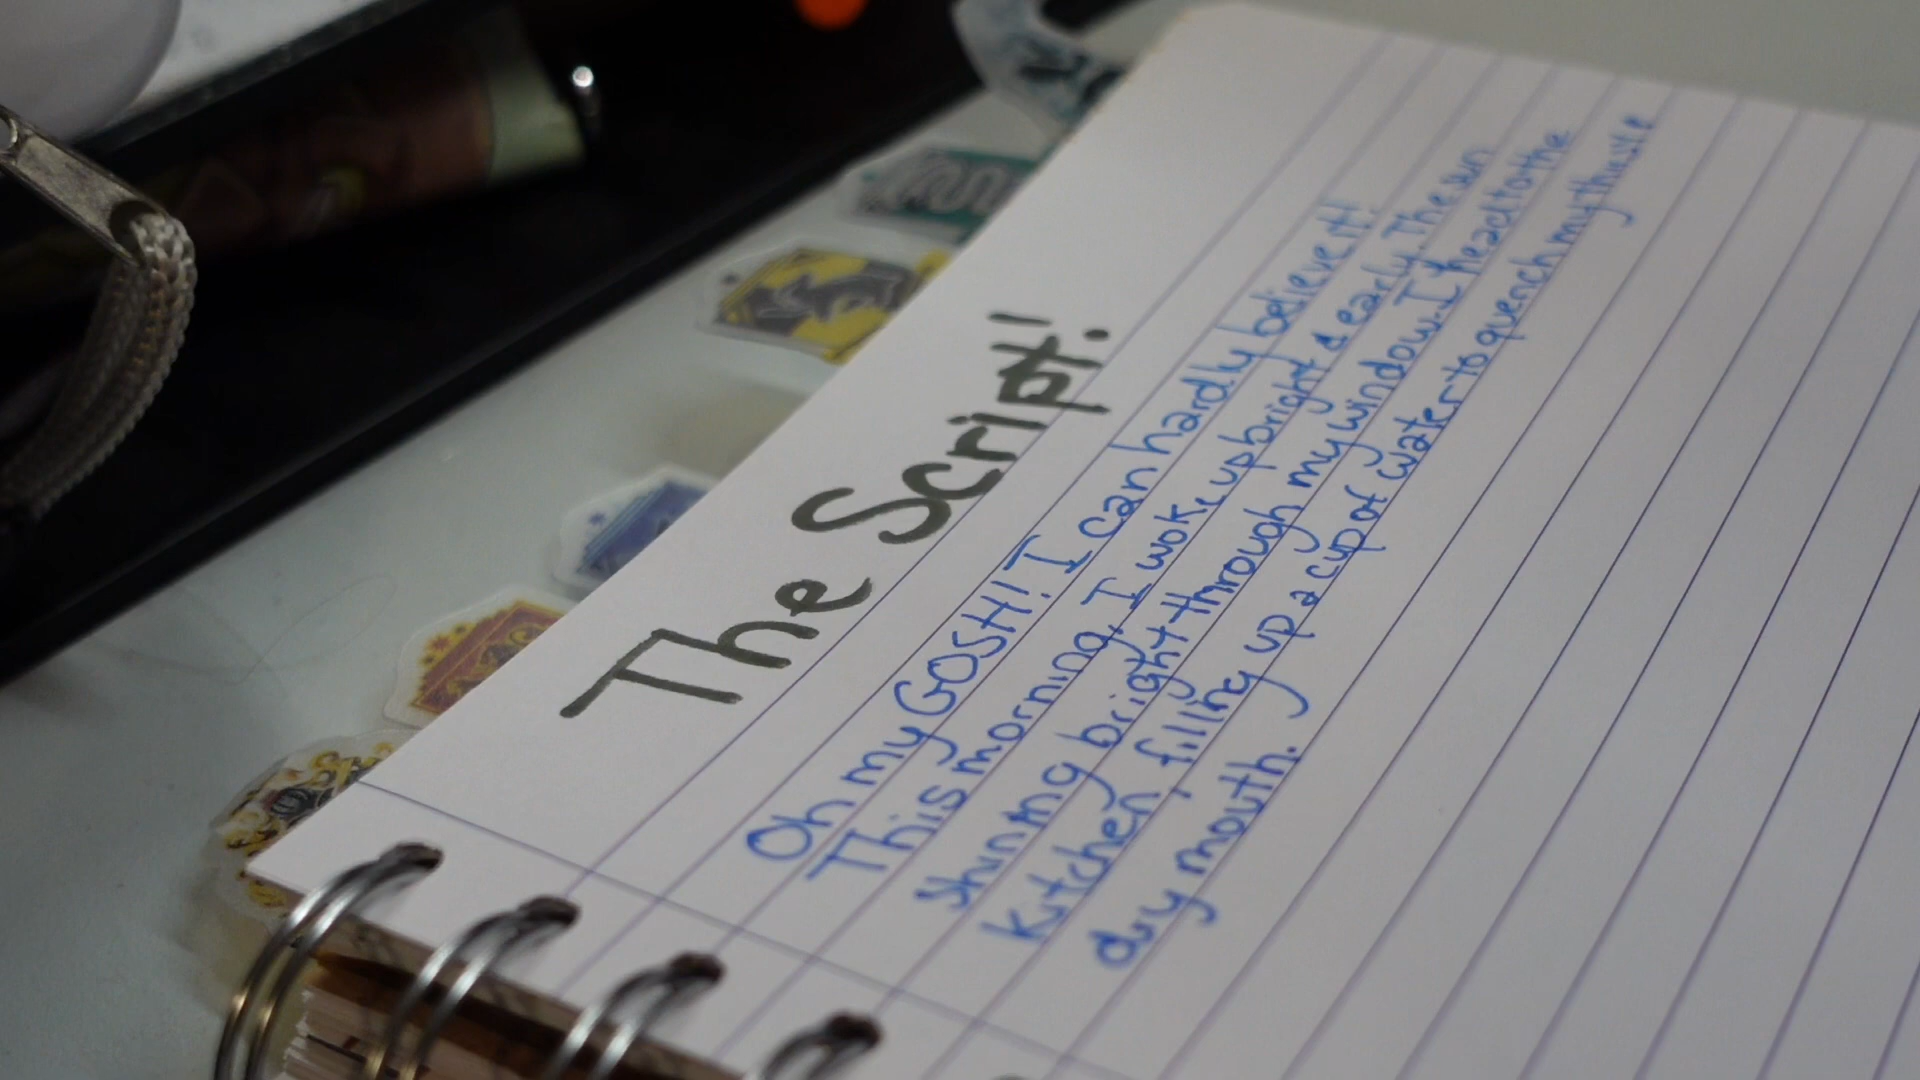 The Script!
Oh my GOSH! I can hardly believe it!
This morning, I woke up bright & early. The sun
shining bright through my window. I head to the
kitchen, filling up a cup of water to quench my thirst &
dry mouth.